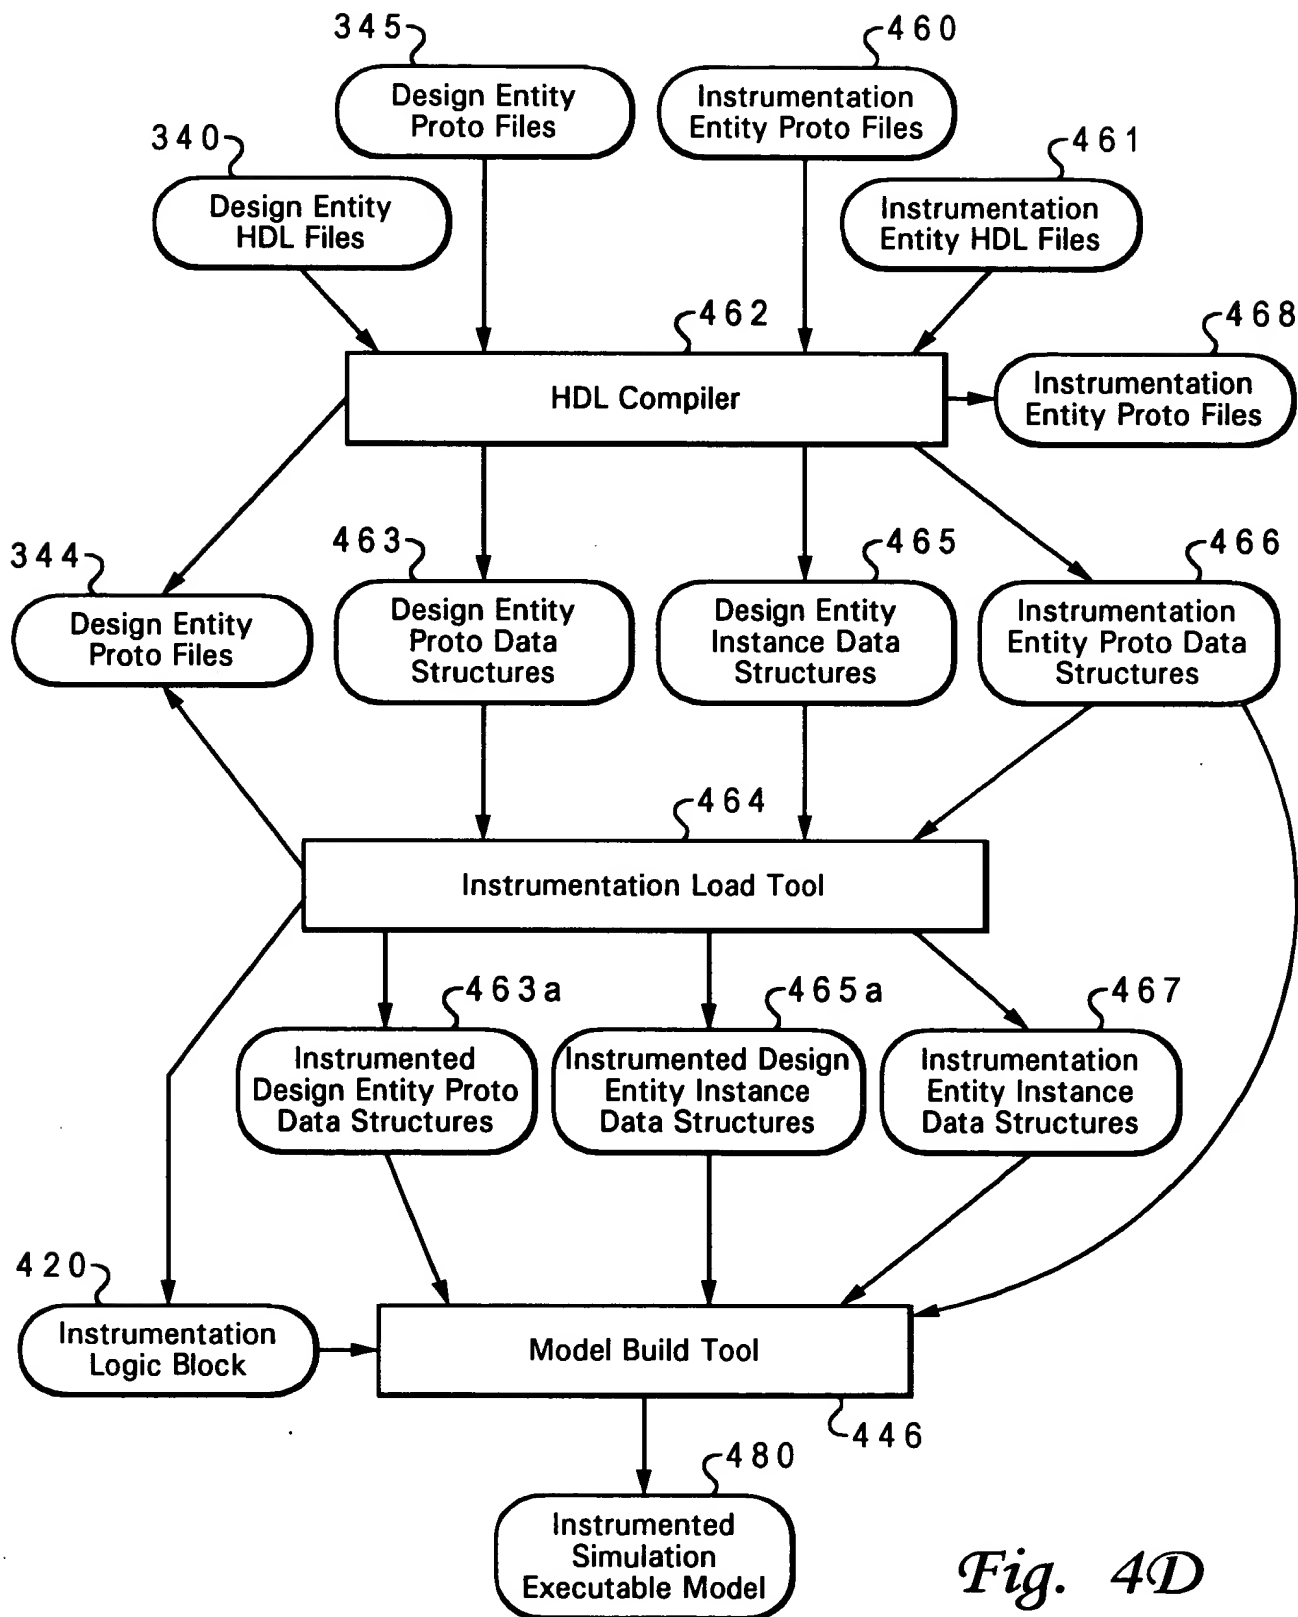 345
460
Design Entity
Proto Files
Instrumentation
Entity Proto Files
340
461
Design Entity
HDL Files
Instrumentation
Entity HDL Files
462
468
HDL Compiler
Instrumentation
Entity Proto Files
344
463
465
466
Design Entity
Proto Files
Design Entity
Proto Data
Structures
Design Entity
Instance Data
Structures
Instrumentation
Entity Proto Data
Structures
464
Instrumentation Load Tool
463a
465a
467
Instrumented
Design Entity Proto
Data Structures
Instrumented Design
Entity Instance
Data Structures
Instrumentation
Entity Instance
Data Structures
420
Instrumentation
Logic Block
Model Build Tool
446
480
Instrumented
Simulation
Executable Model
Fig. 4D